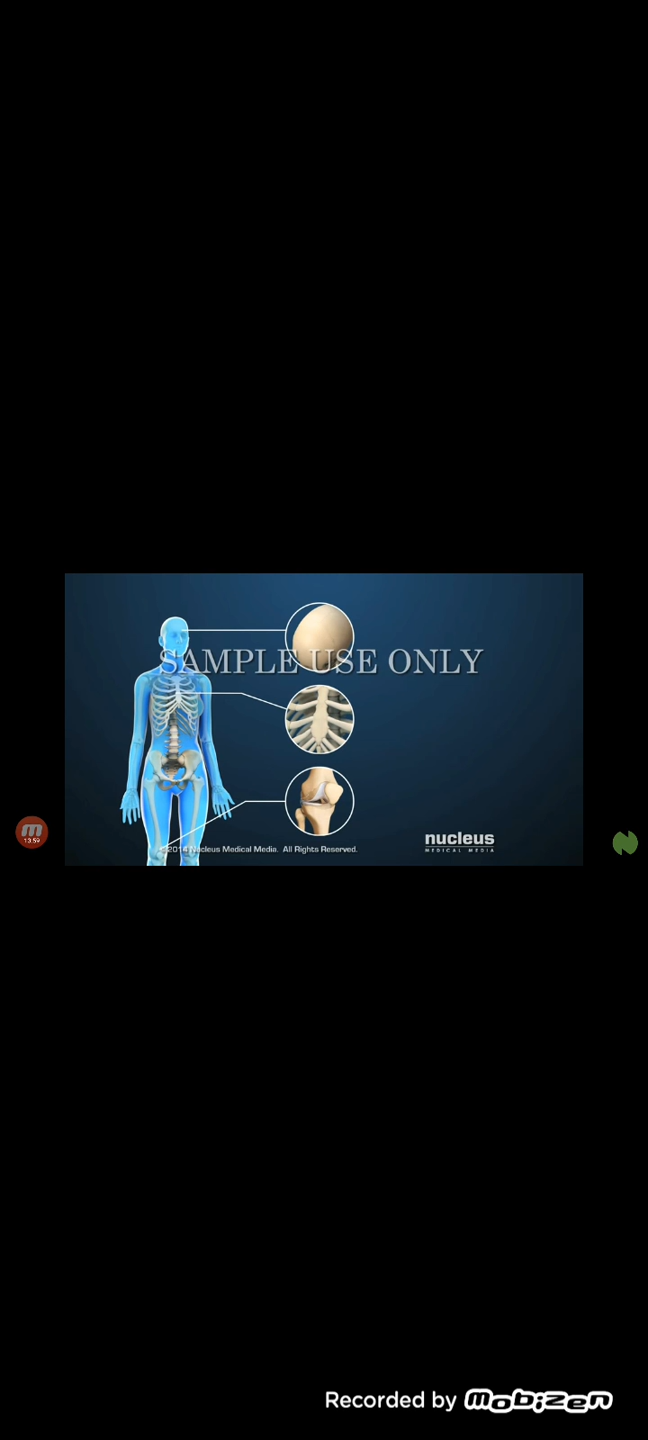 SAMPLE USE ONLY
13:59
©2014 Nucleus Medical Media. All Rights Reserved.
nucleus
MEDICAL MEDIA
Recorded by mobizen